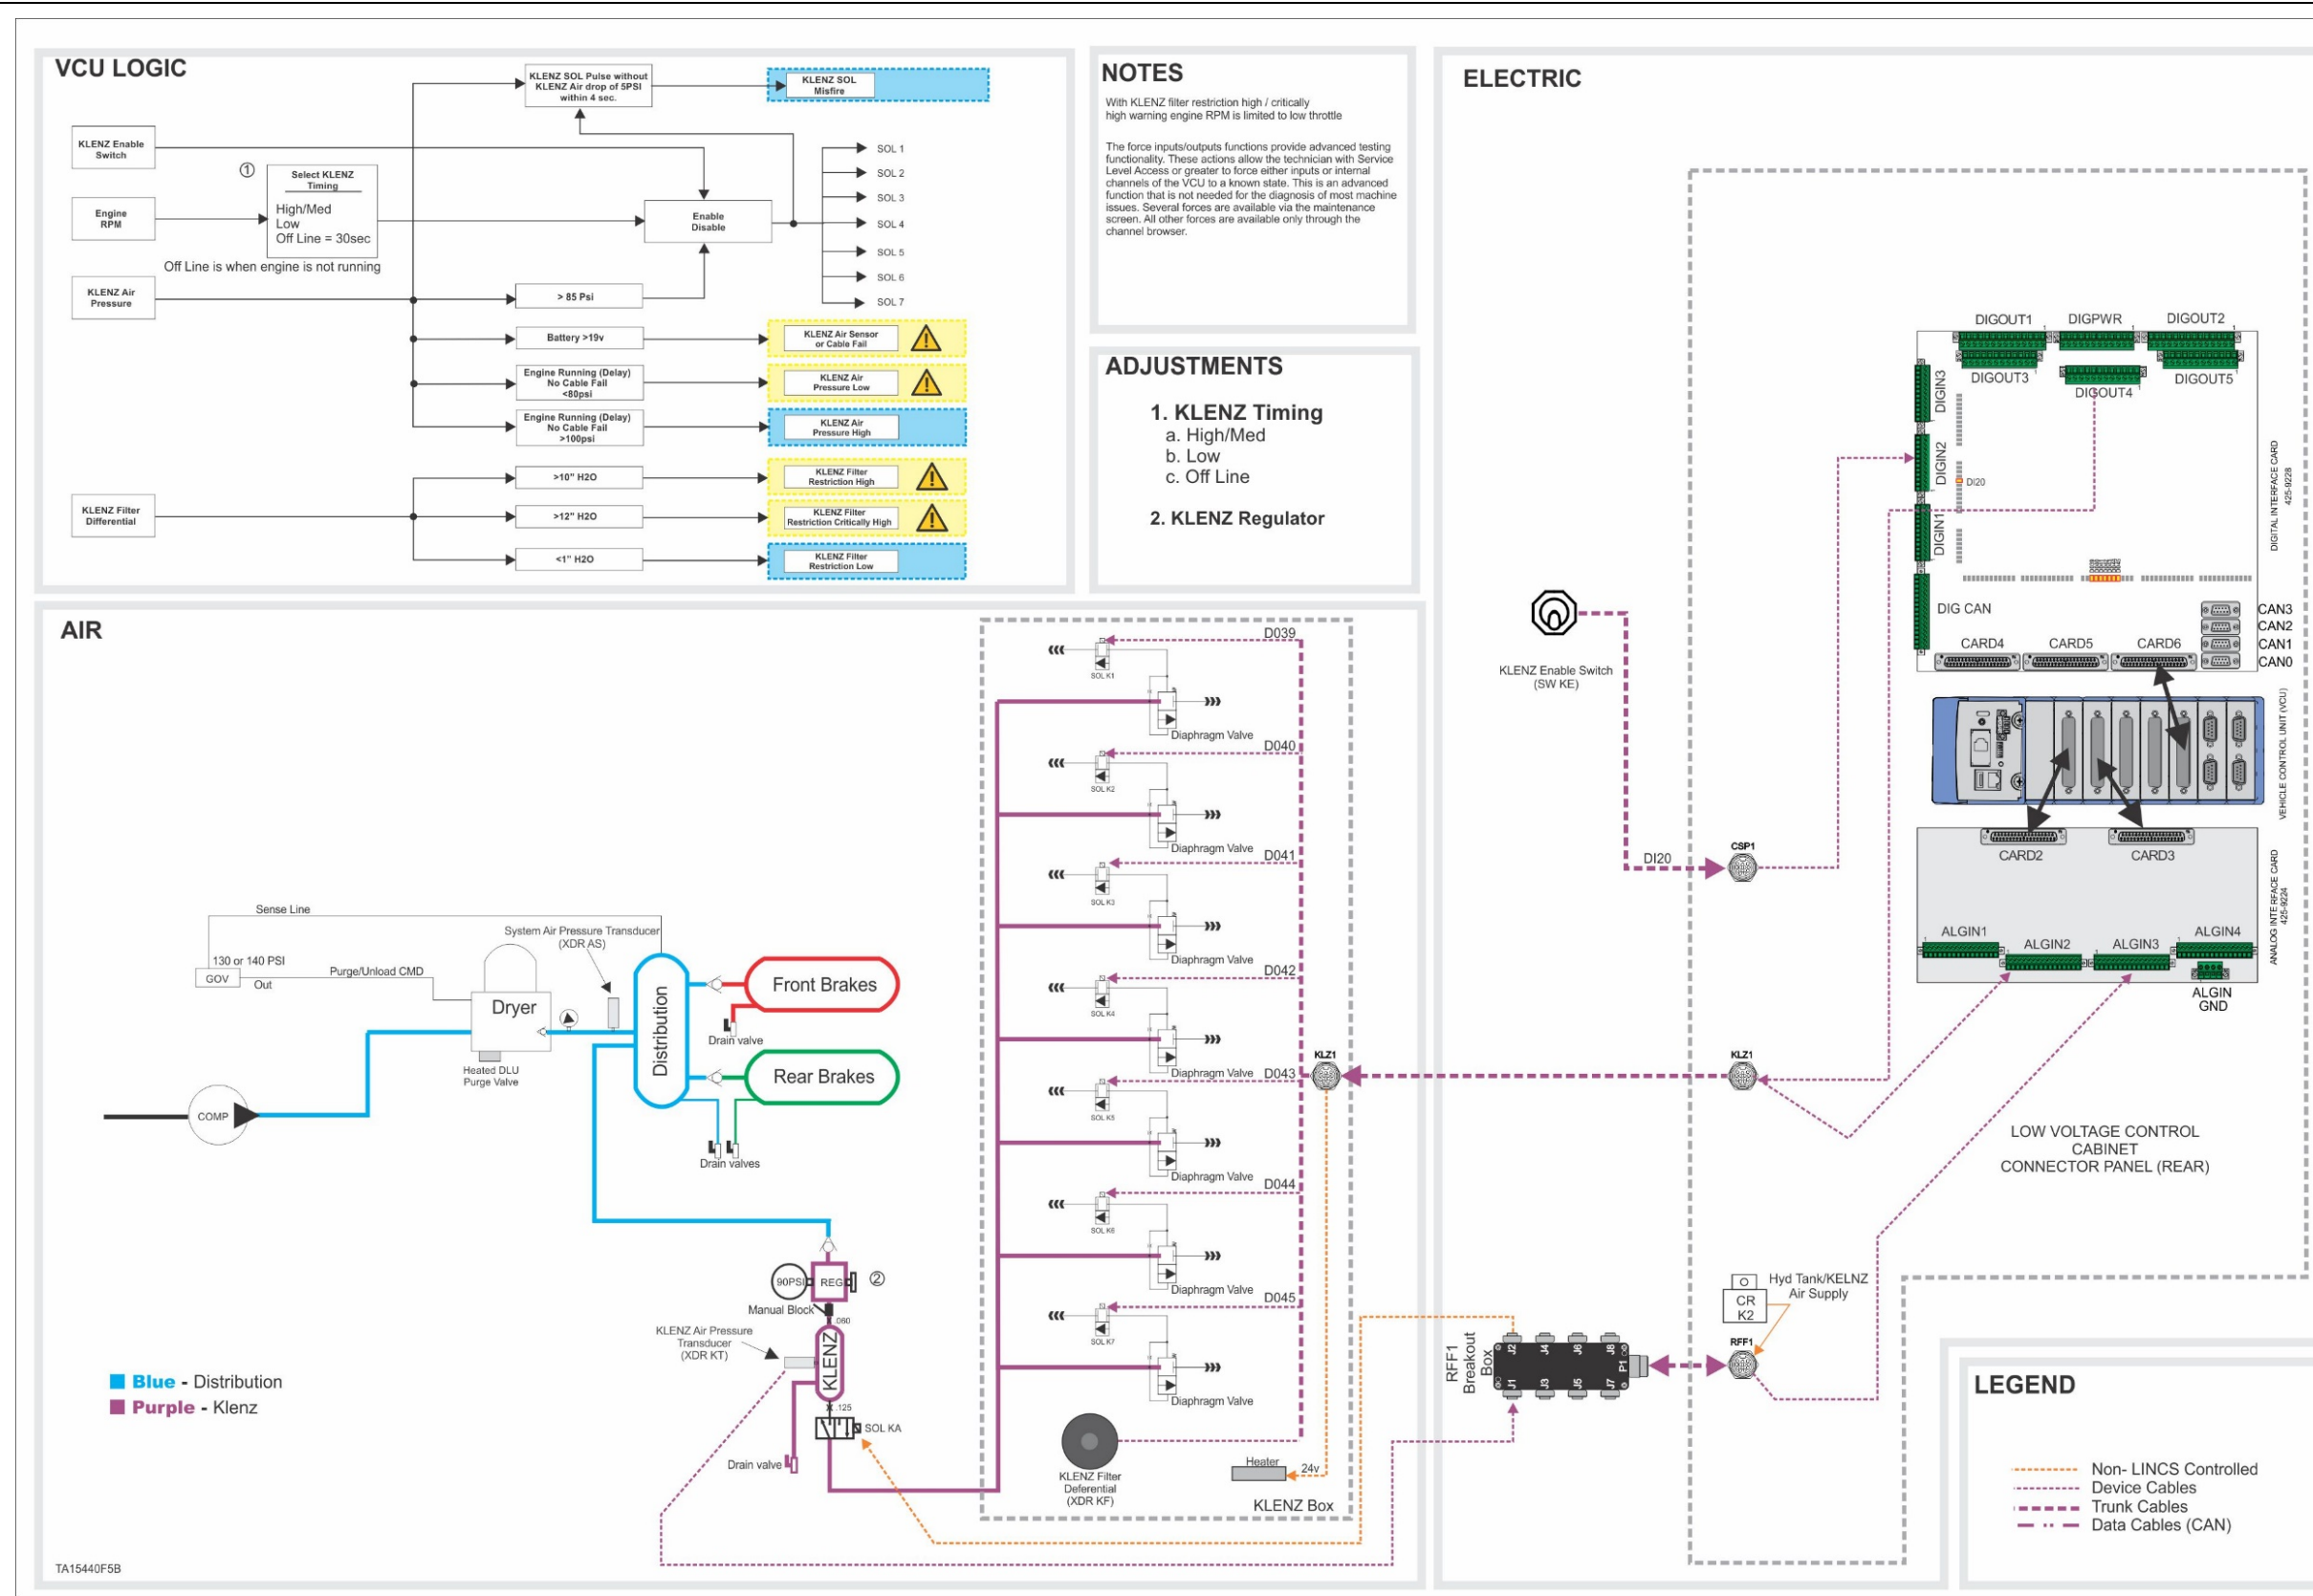 VCU LOGIC
KLENZ SOL Pulse without
KLENZ Air drop of 5PSI
within 4 sec.
KLENZ SOL
Misfire
KLENZ Enable
Switch
①
Select KLENZ
Timing
High/Med
Low
Off Line = 30sec
Engine
RPM
Off Line is when engine is not running
Enable
Disable
SOL 1
SOL 2
SOL 3
SOL 4
SOL 5
SOL 6
SOL 7
KLENZ Air
Pressure
> 85 Psi
Battery >19v
KLENZ Air Sensor
or Cable Fail
Engine Running (Delay)
No Cable Fail
<80psi
KLENZ Air
Pressure Low
Engine Running (Delay)
No Cable Fail
>100psi
KLENZ Air
Pressure High
KLENZ Filter
Differential
>10" H2O
KLENZ Filter
Restriction High
>12" H2O
KLENZ Filter
Restriction Critically High
<1" H2O
KLENZ Filter
Restriction Low
NOTES
With KLENZ filter restriction high / critically
high warning engine RPM is limited to low throttle
The force inputs/outputs functions provide advanced testing
functionality. These actions allow the technician with Service
Level Access or greater to force either inputs or internal
channels of the VCU to a known state. This is an advanced
function that is not needed for the diagnosis of most machine
issues. Several forces are available via the maintenance
screen. All other forces are available only through the
channel browser.
ADJUSTMENTS
1. KLENZ Timing
a. High/Med
b. Low
c. Off Line
2. KLENZ Regulator
AIR
Sense Line
130 or 140 PSI
GOV
Out
Purge/Unload CMD
System Air Pressure Transducer
(XDR AS)
Dryer
Heated DLU
Purge Valve
COMP
Distribution
Front Brakes
Drain valve
Rear Brakes
Drain valves
90PSI
REG
②
Manual Block
.060
KLENZ Air Pressure
Transducer
(XDR KT)
KLENZ
.125
SOL KA
Drain valve
Blue - Distribution
Purple - Klenz
TA15440F5B
D039
SOL K1
Diaphragm Valve
D040
SOL K2
Diaphragm Valve
D041
SOL K3
Diaphragm Valve
D042
SOL K4
Diaphragm Valve
D043
SOL K5
Diaphragm Valve
D044
SOL K6
Diaphragm Valve
D045
SOL K7
Diaphragm Valve
KLZ1
KLENZ Filter
Deferential
(XDR KF)
Heater
24v
KLENZ Box
ELECTRIC
KLENZ Enable Switch
(SW KE)
DI20
CSP1
KLZ1
DIGOUT1
DIGPWR
DIGOUT2
DIGOUT3
DIGOUT4
DIGOUT5
DIGIN3
DIGIN2
DIGIN1
DI20
DIG CAN
CARD4
CARD5
CARD6
CAN3
CAN2
CAN1
CAN0
DIGITAL INTERFACE CARD
425-9228
VEHICLE CONTROL UNIT (VCU)
CARD2
CARD3
ALGIN1
ALGIN2
ALGIN3
ALGIN4
ALGIN
GND
ANALOG INTERFACE CARD
425-9224
LOW VOLTAGE CONTROL
CABINET
CONNECTOR PANEL (REAR)
CR
K2
Hyd Tank/KELNZ
Air Supply
RFF1
RFF1
Breakout
Box
J2
J4
J6
J8
J1
J3
J5
J7
P1
LEGEND
Non- LINCS Controlled
Device Cables
Trunk Cables
Data Cables (CAN)